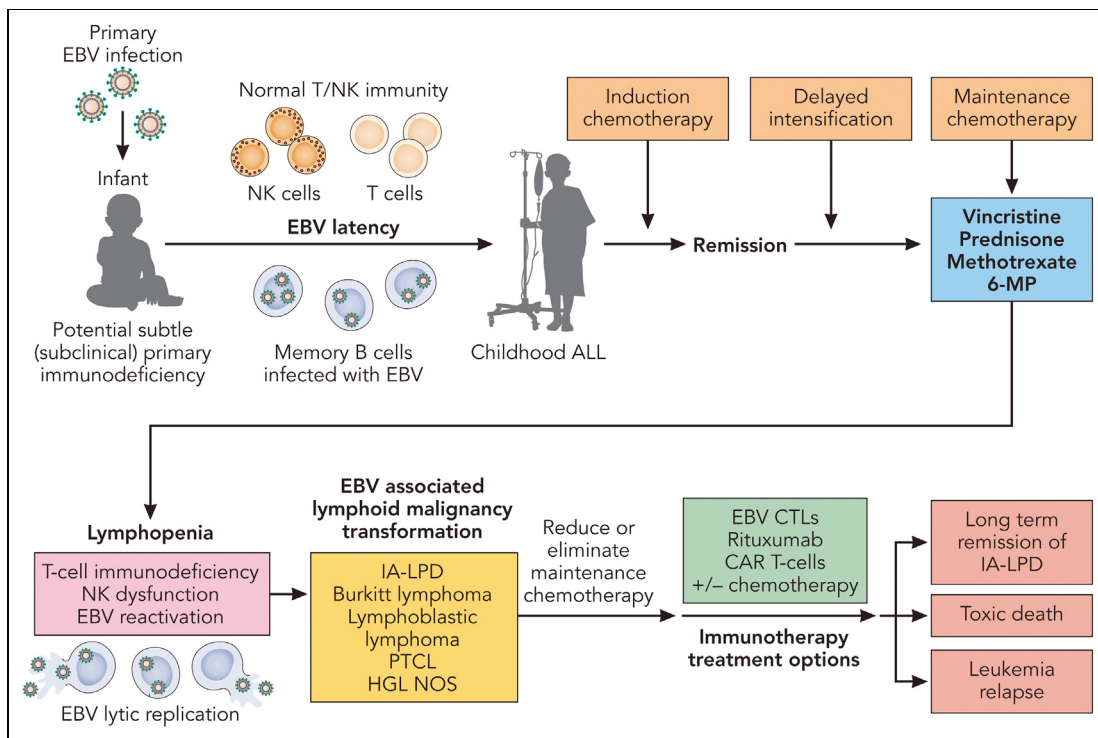 Primary
EBV infection
Infant
Potential subtle
(subclinical) primary
immunodeficiency
Normal T/NK immunity
NK cells
T cells
EBV latency
Memory B cells
infected with EBV
Childhood ALL
Induction
chemotherapy
Remission
Delayed
intensification
Maintenance
chemotherapy
Vincristine
Prednisone
Methotrexate
6-MP
Lymphopenia
T-cell immunodeficiency
NK dysfunction
EBV reactivation
EBV lytic replication
EBV associated
lymphoid malignancy
transformation
IA-LPD
Burkitt lymphoma
Lymphoblastic
lymphoma
PTCL
HGL NOS
Reduce or
eliminate
maintenance
chemotherapy
EBV CTLs
Rituxumab
CAR T-cells
+/– chemotherapy
Immunotherapy
treatment options
Long term
remission of
IA-LPD
Toxic death
Leukemia
relapse